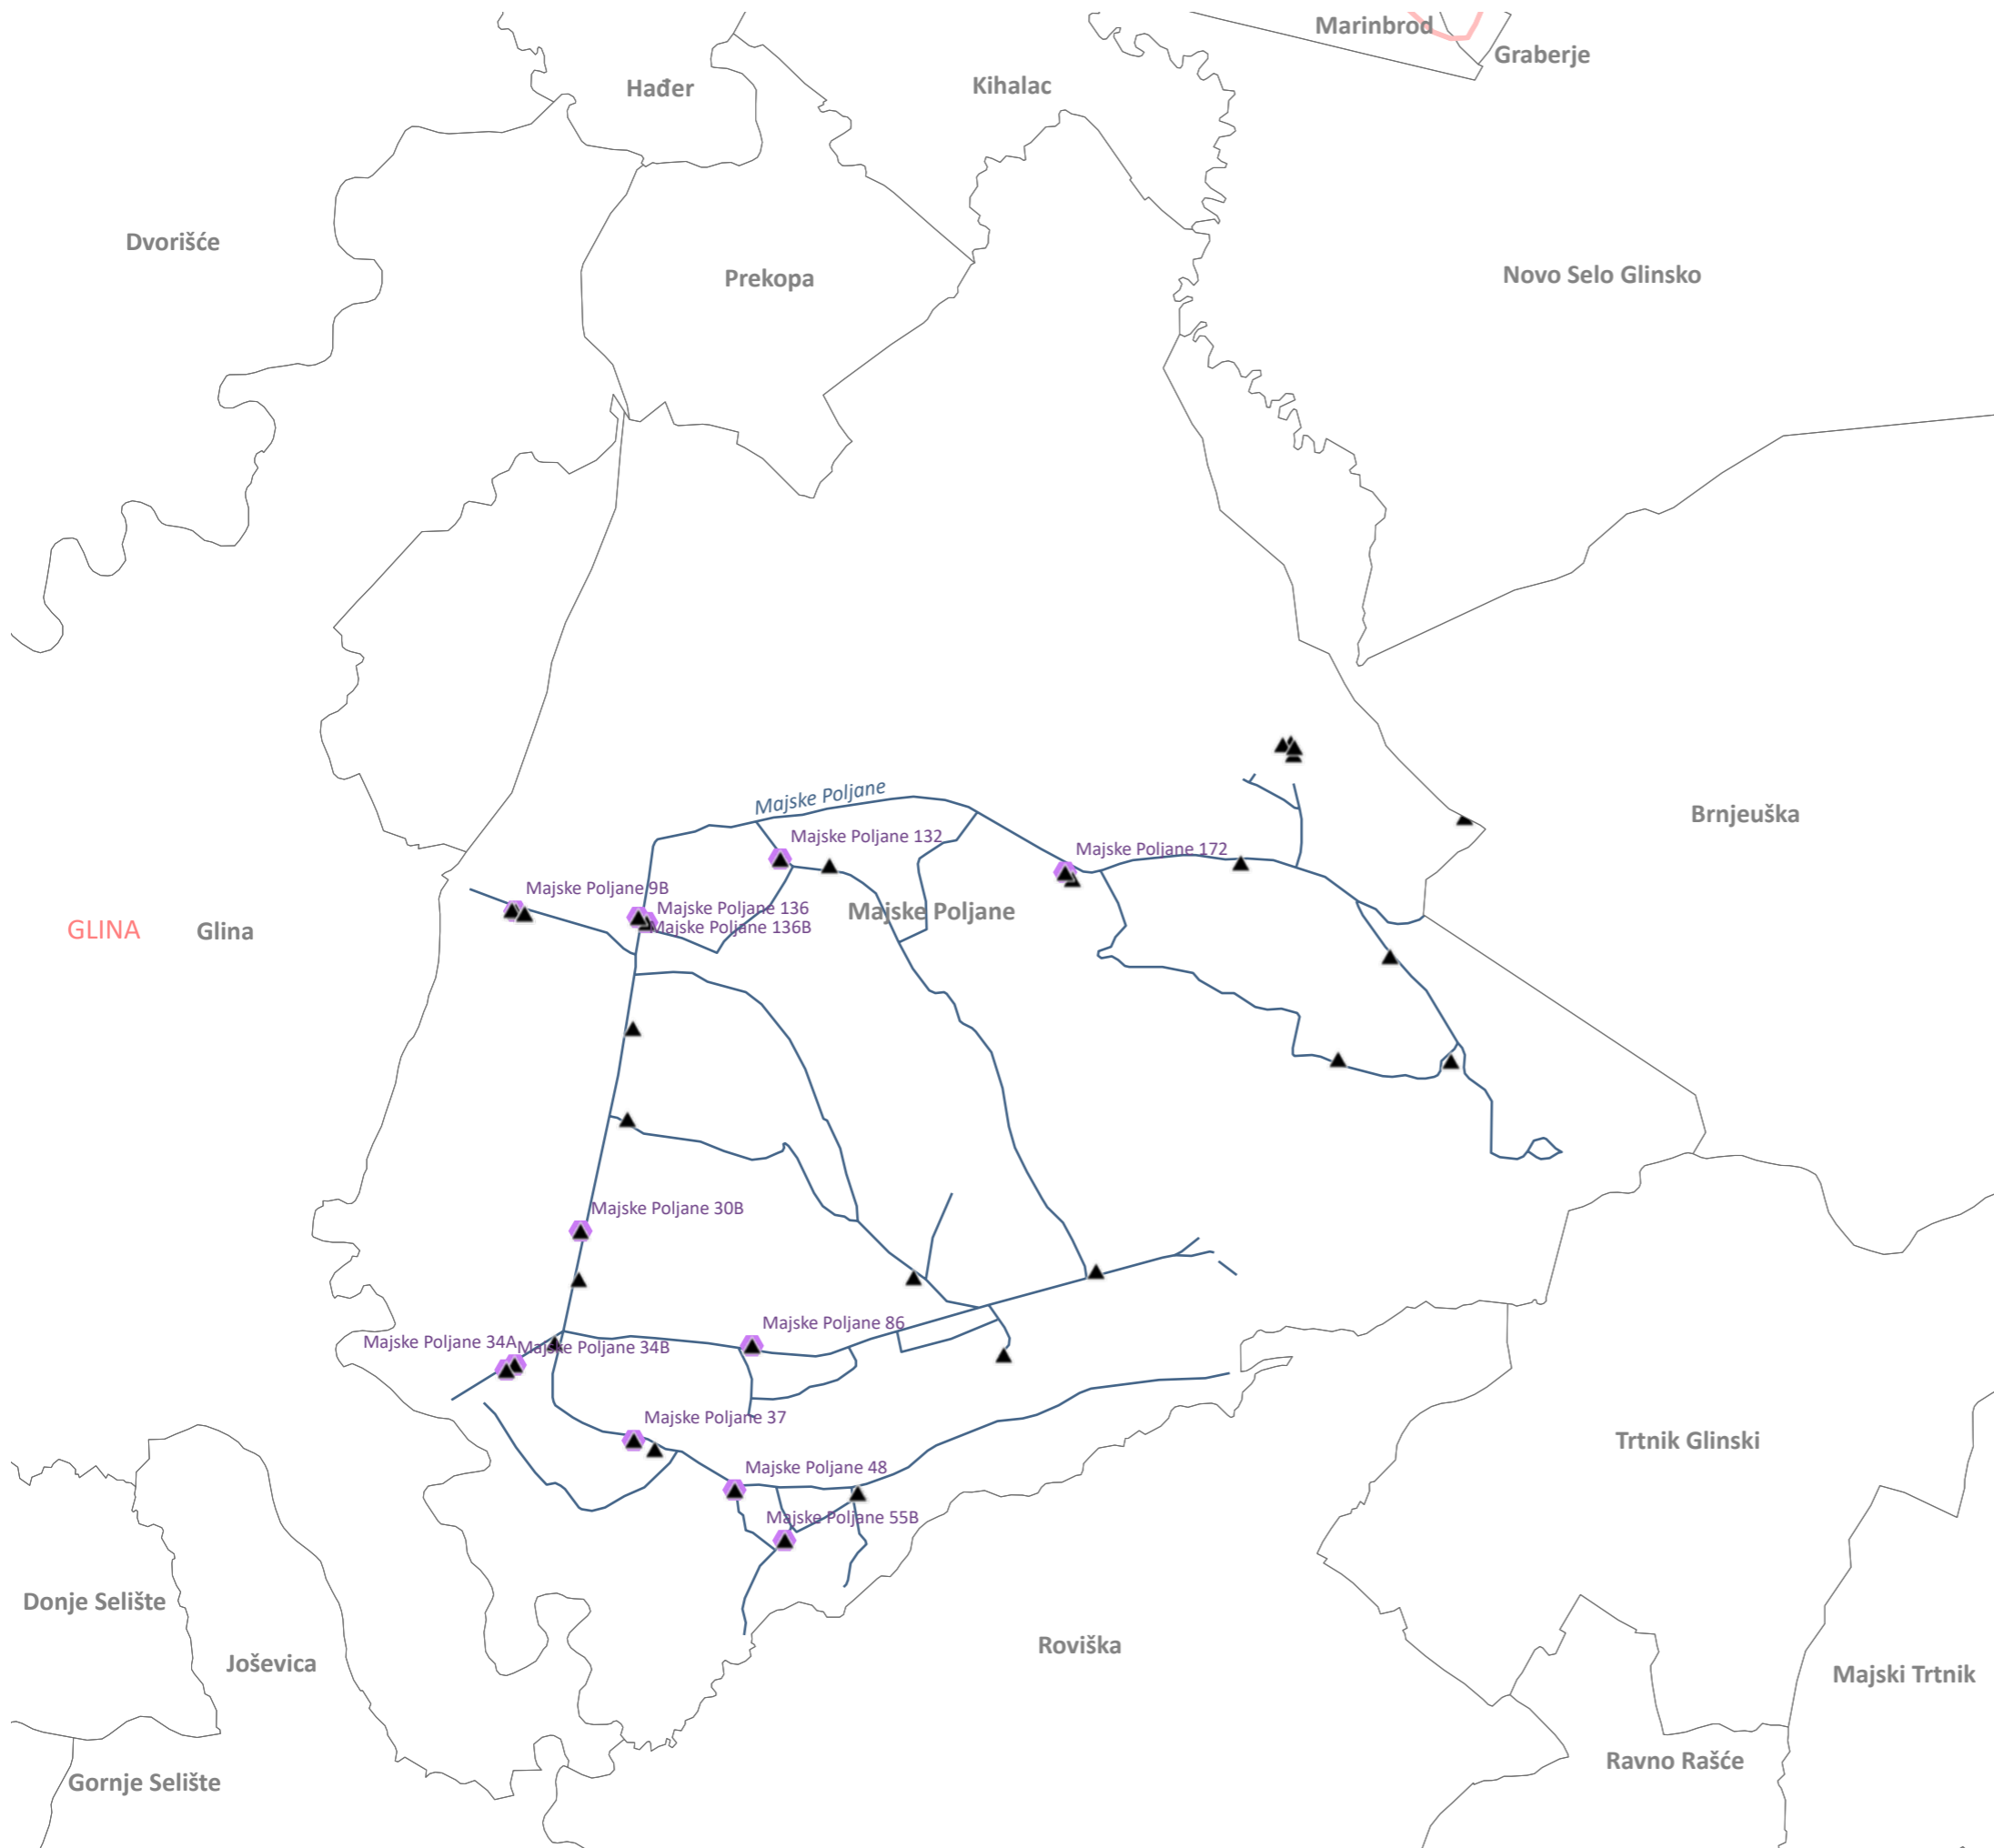 Marinbrod
Graberje
Hađer
Kihalac
Dvorišće
Prekopa
Novo Selo Glinsko
Majske Poljane
Brnjeuška
Majske Poljane 132
Majske Poljane 172
Majske Poljane 9B
Majske Poljane 136
Majske Poljane
Majske Poljane 136B
GLINA
Glina
Majske Poljane 30B
Majske Poljane 86
Majske Poljane 34A
Majske Poljane 34B
Majske Poljane 37
Trtnik Glinski
Majske Poljane 48
Majske Poljane 55B
Donje Selište
Roviška
Joševica
Majski Trtnik
Ravno Rašće
Gornje Selište